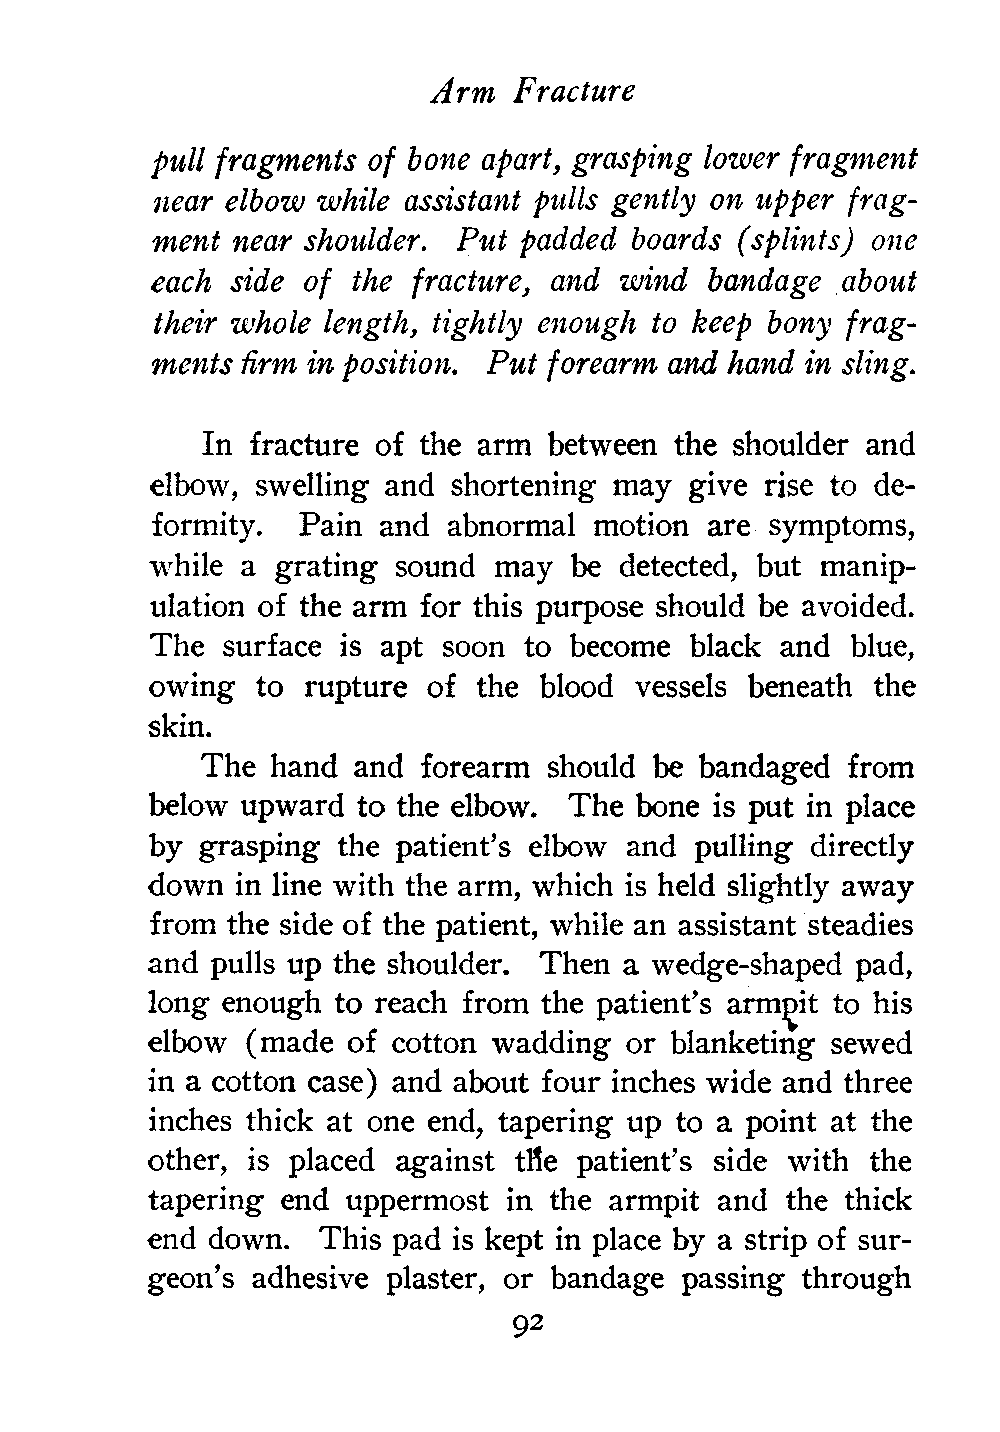 Arm Fracture
pull fragments of bone apart, grasping lower fragment
near elbow while assistant pulls gently on upper frag-
ment near shoulder. Put padded boards (splints) one
each side of the fracture, and wind bandage about
their whole length, tightly enough to keep bony frag-
ments firm in position. Put forearm and hand in sling.
In fracture of the arm between the shoulder and
elbow, swelling and shortening may give rise to de-
formity. Pain and abnormal motion are symptoms,
while a grating sound may be detected, but manip-
ulation of the arm for this purpose should be avoided.
The surface is apt soon to become black and blue,
owing to rupture of the blood vessels beneath the
skin.
The hand and forearm should be bandaged from
below upward to the elbow. The bone is put in place
by grasping the patient's elbow and pulling directly
down in line with the arm, which is held slightly away
from the side of the patient, while an assistant steadies
and pulls up the shoulder. Then a wedge-shaped pad,
long enough to reach from the patient's armpit to his
elbow (made of cotton wadding or blanketing sewed
in a cotton case) and about four inches wide and three
inches thick at one end, tapering up to a point at the
other, is placed against the patient's side with the
tapering end uppermost in the armpit and the thick
end down. This pad is kept in place by a strip of sur-
geon's adhesive plaster, or bandage passing through
92